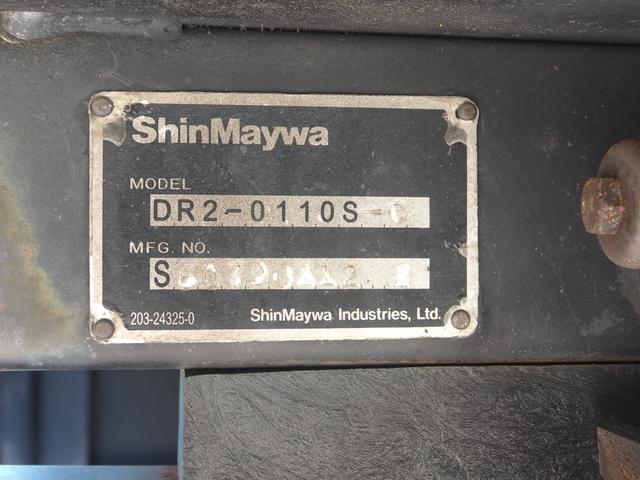 ShinMaywa
MODEL
DR2-0110S-C
MFG. NO.
203-24325-0 ShinMaywa Industries, Ltd.